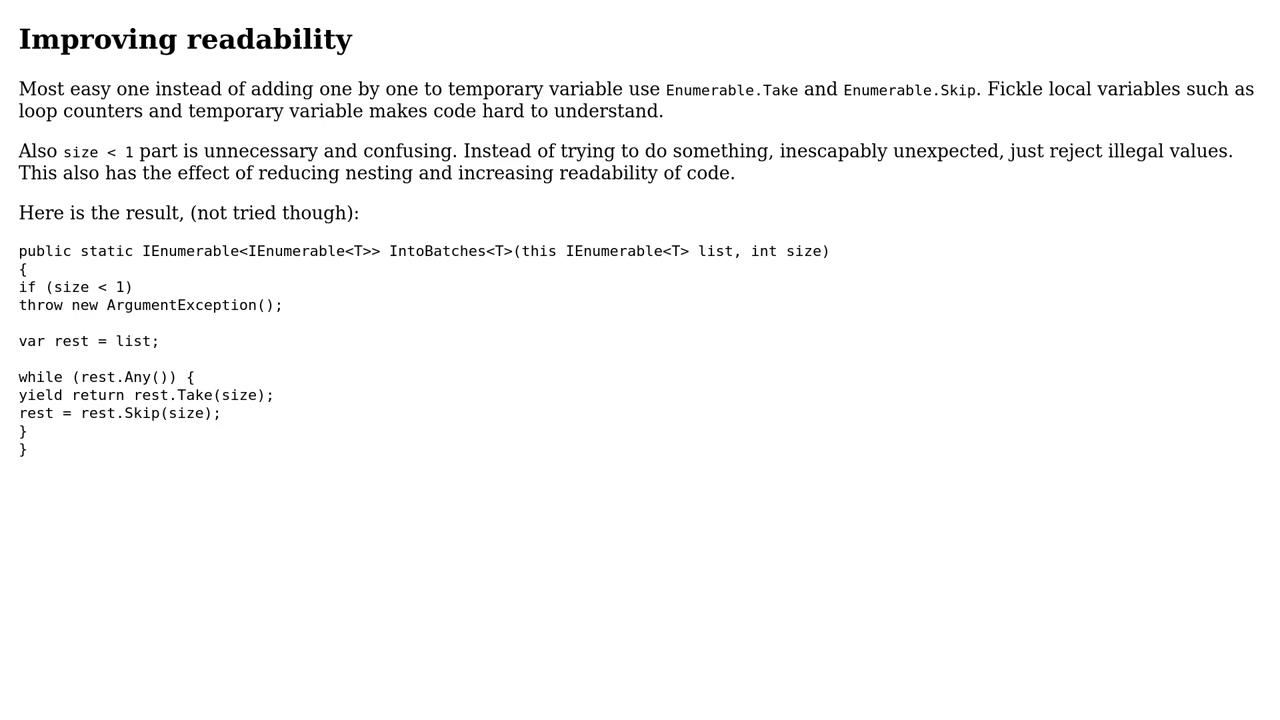 Improving readability
Most easy one instead of adding one by one to temporary variable use Enumerable.Take and Enumerable.Skip. Fickle local variables such as
loop counters and temporary variable makes code hard to understand.
Also size < 1 part is unnecessary and confusing. Instead of trying to do something, inescapably unexpected, just reject illegal values.
This also has the effect of reducing nesting and increasing readability of code.
Here is the result, (not tried though):
public static IEnumerable<IEnumerable<T>> IntoBatches<T>(this IEnumerable<T> list, int size)
{
if (size < 1)
throw new ArgumentException();
var rest = list;
while (rest.Any()) {
yield return rest.Take(size);
rest = rest.Skip(size);
}
}